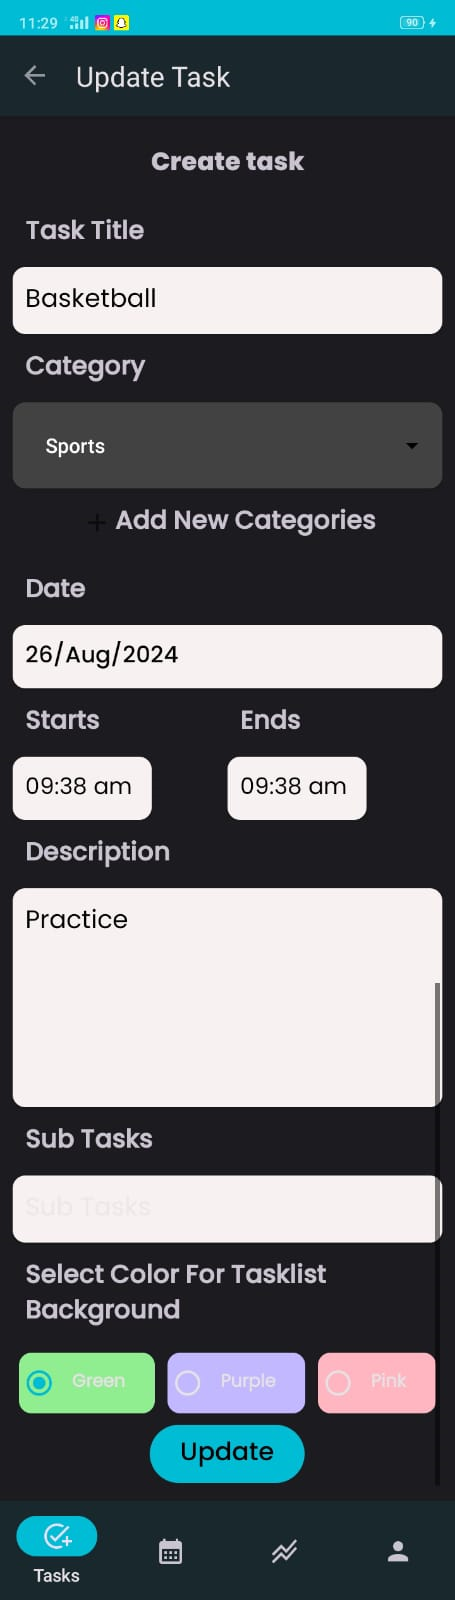 11:29 4G 90
Update Task
Create task
Task Title
Basketball
Category
Sports
+ Add New Categories
Date
26/Aug/2024
Starts Ends
09:38 am 09:38 am
Description
Practice
Sub Tasks
Sub Tasks
Select Color For Tasklist
Background
Green Purple Pink
Update
Tasks